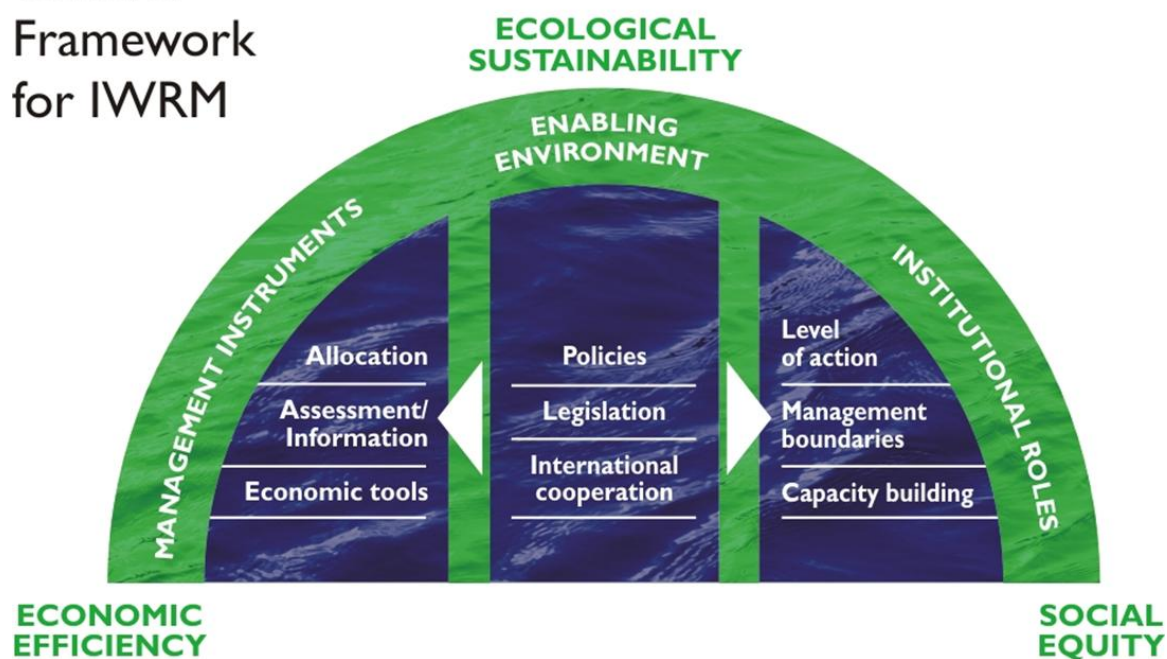 Framework
for IWRM
ECOLOGICAL
SUSTAINABILITY
ENABLING
ENVIRONMENT
MANAGEMENT INSTRUMENTS
INSTITUTIONAL ROLES
Allocation
Assessment/
Information
Economic tools
Policies
Legislation
International
cooperation
Level
of action
Management
boundaries
Capacity building
ECONOMIC
EFFICIENCY
SOCIAL
EQUITY